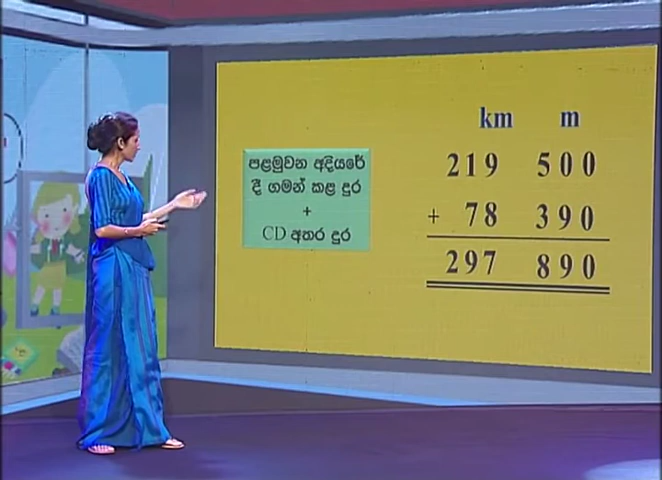 පළමුවන අදියරේ
දී ගමන් කළ දුර
+
CD අතර දුර
km m
219 500
+ 78 390
297 890